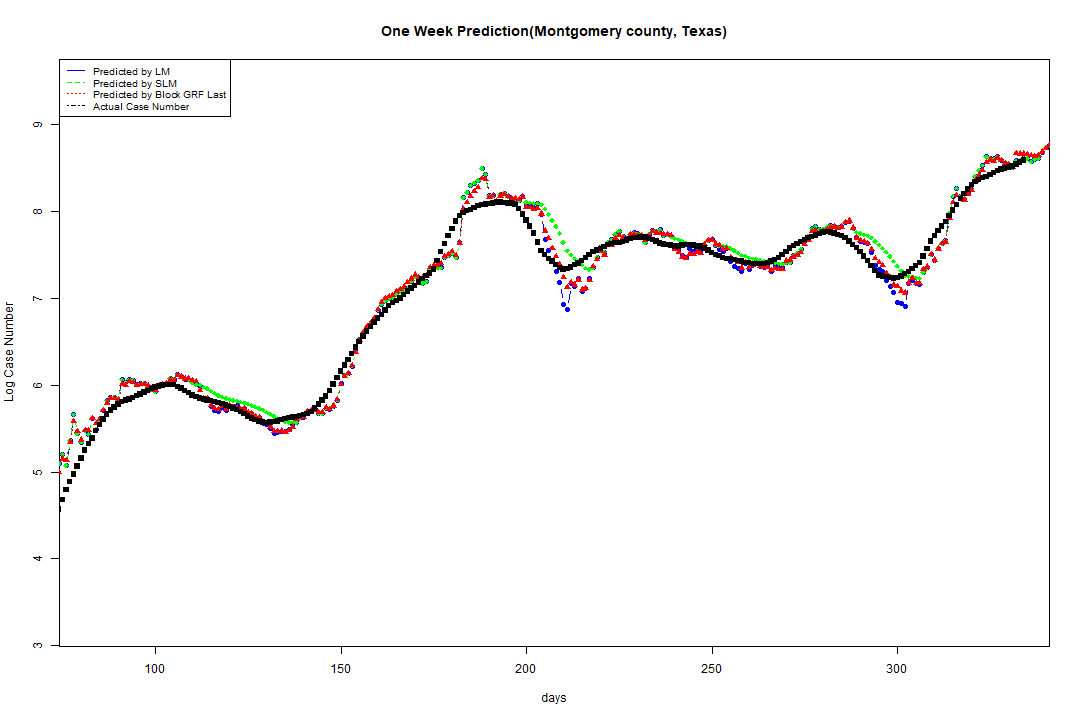 One Week Prediction(Montgomery county, Texas)
Predicted by LM
Predicted by SLM
Predicted by Block GRF Last
Actual Case Number
9
8
7
6
5
4
3
Log Case Number
100 150 200 250 300
days